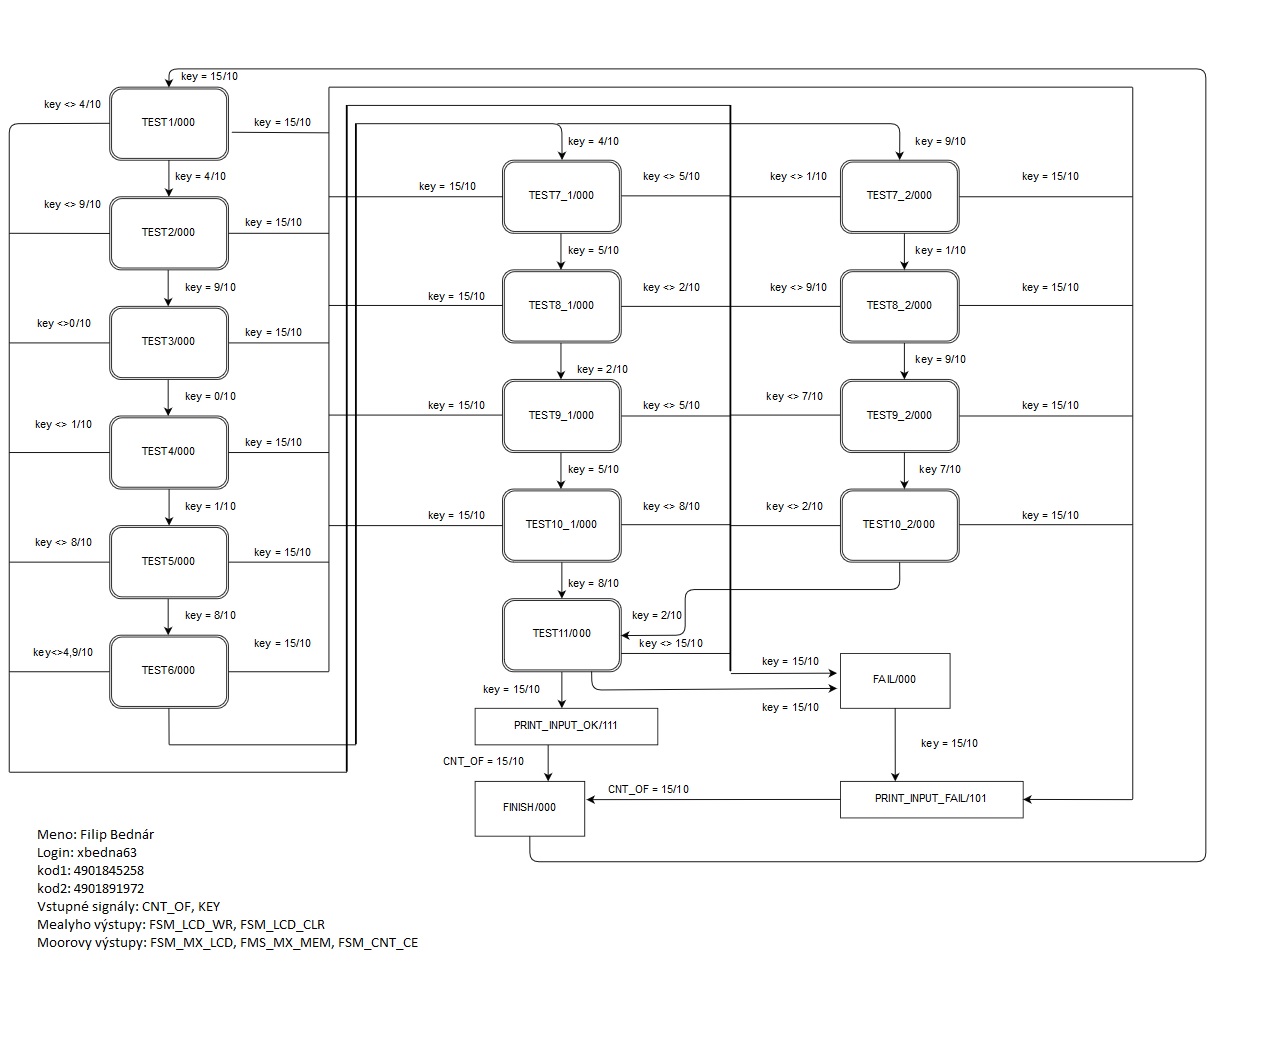 key = 15/10
key <> 4/10
TEST1/000
key = 15/10
key = 4/10
key <> 9/10
TEST2/000
key = 15/10
key = 9/10
key <>0/10
TEST3/000
key = 15/10
key = 0/10
key <> 1/10
TEST4/000
key = 15/10
key = 1/10
key <> 8/10
TEST5/000
key = 15/10
key = 8/10
key<>4,9/10
TEST6/000
key = 15/10
key = 4/10
key = 15/10
TEST7_1/000
key <> 5/10
key = 5/10
key = 15/10
TEST8_1/000
key <> 2/10
key = 2/10
key = 15/10
TEST9_1/000
key <> 5/10
key = 5/10
key = 15/10
TEST10_1/000
key <> 8/10
key = 8/10
TEST11/000
key = 2/10
key <> 15/10
key = 9/10
key <> 1/10
TEST7_2/000
key = 15/10
key = 1/10
key <> 9/10
TEST8_2/000
key = 15/10
key = 9/10
key <> 7/10
TEST9_2/000
key = 15/10
key 7/10
key <> 2/10
TEST10_2/000
key = 15/10
key = 15/10
FAIL/000
key = 15/10
key = 15/10
PRINT_INPUT_OK/111
key = 15/10
CNT_OF = 15/10
CNT_OF = 15/10
PRINT_INPUT_FAIL/101
FINISH/000
Meno: Filip Bednár
Login: xbedna63
kod1: 4901845258
kod2: 4901891972
Vstupné signály: CNT_OF, KEY
Mealyho výstupy: FSM_LCD_WR, FSM_LCD_CLR
Moorovy výstupy: FSM_MX_LCD, FMS_MX_MEM, FSM_CNT_CE